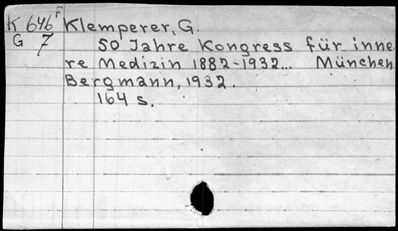 K 646 F Klemperer, G.
G 7 50 Jahre Kongress für inne
re Medizin 1882-1932... München
Bergmann, 1932.
164 s.